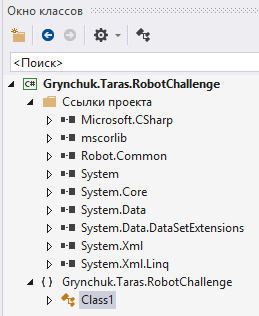 Окно классов
<Поиск>
C# Grynchuk.Taras.RobotChallenge
Ссылки проекта
Microsoft.CSharp
mscorlib
Robot.Common
System
System.Core
System.Data
System.Data.DataSetExtensions
System.Xml
System.Xml.Linq
{ } Grynchuk.Taras.RobotChallenge
Class1